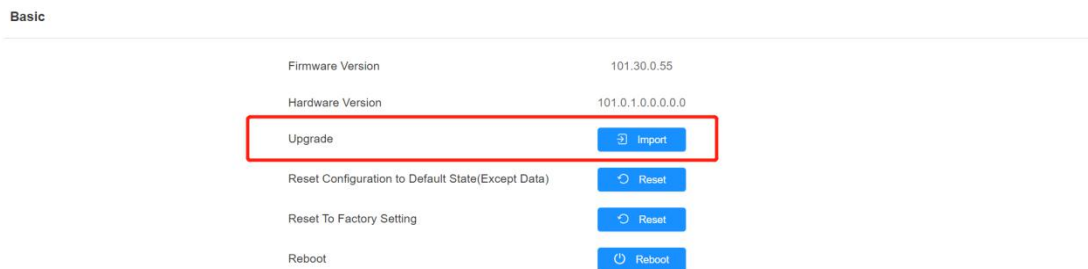 Basic
Firmware Version 101.30.0.55
Hardware Version 101.0.1.0.0.0.0.0
Upgrade Import
Reset Configuration to Default State(Except Data) Reset
Reset To Factory Setting Reset
Reboot Reboot